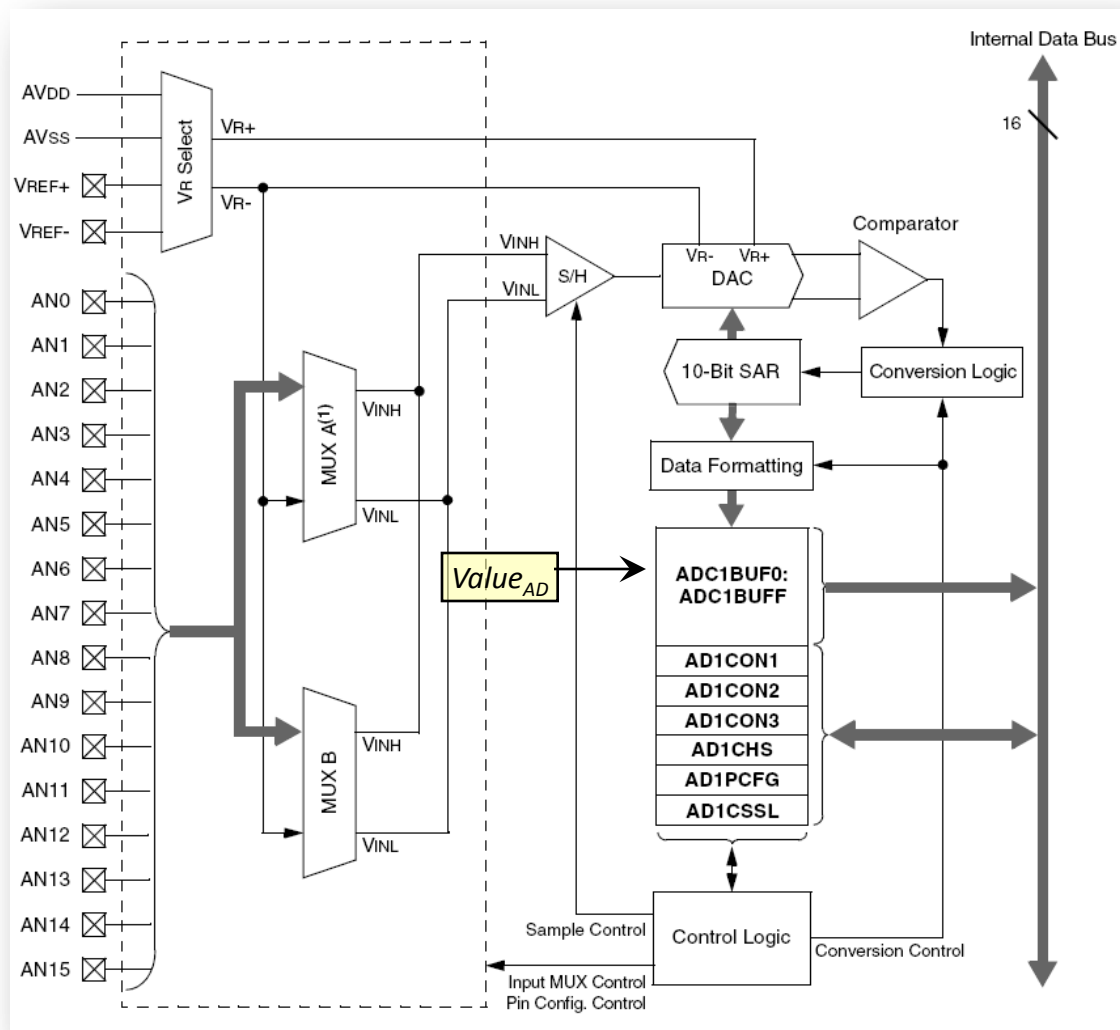 Internal Data Bus
AVDD
AVSS
VREF+
VREF-
VR Select
VR+
VR-
16
Comparator
VINH
VINL
S/H
VR- VR+
DAC
10-Bit SAR
Conversion Logic
Data Formatting
AN0
AN1
AN2
AN3
AN4
AN5
AN6
AN7
AN8
AN9
AN10
AN11
AN12
AN13
AN14
AN15
MUX A(1)
VINH
VINL
MUX B
VINH
VINL
ValueAD
ADC1BUF0:
ADC1BUFF
AD1CON1
AD1CON2
AD1CON3
AD1CHS
AD1PCFG
AD1CSSL
Sample Control
Control Logic
Conversion Control
Input MUX Control
Pin Config. Control